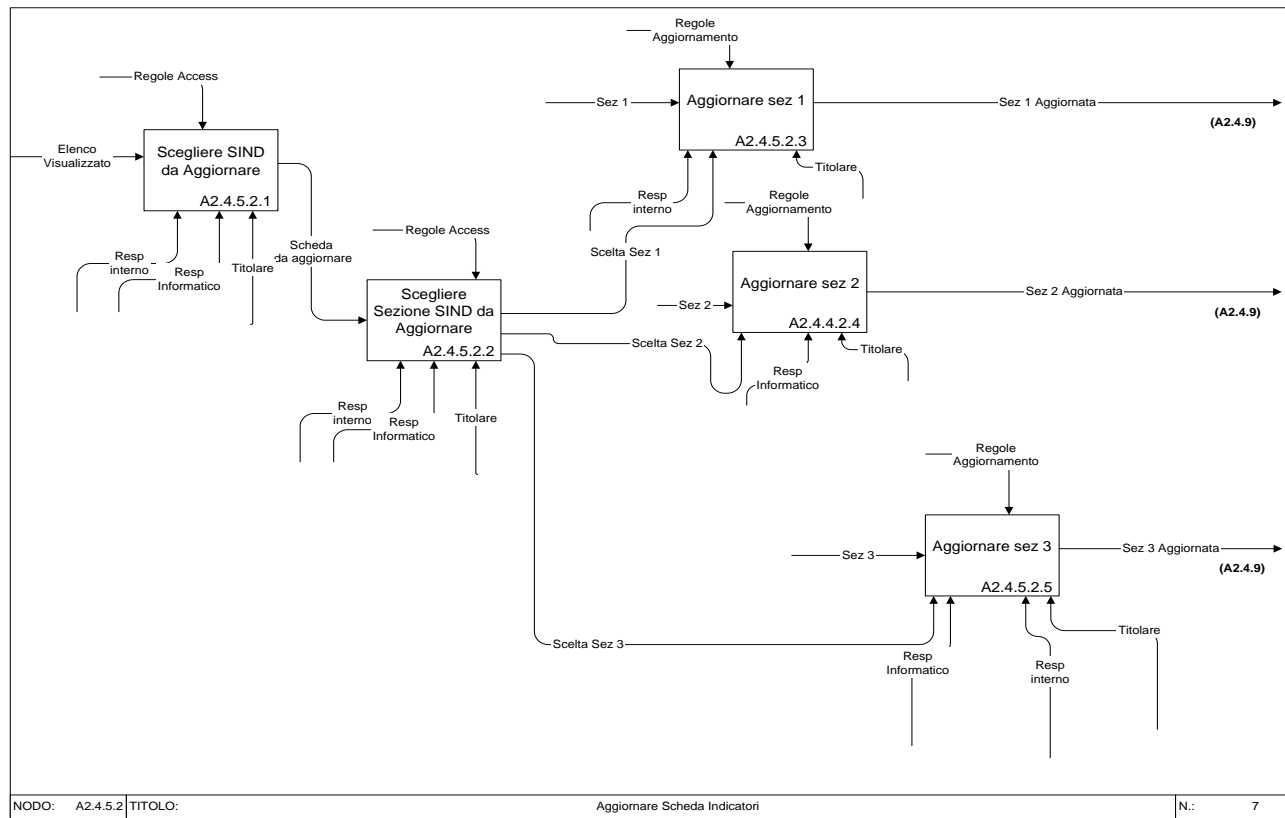 Regole
Aggiornamento
Regole Access
Sez 1
Aggiornare sez 1
A2.4.5.2.3
Sez 1 Aggiornata
(A2.4.9)
Elenco
Visualizzato
Scegliere SIND
da Aggiornare
A2.4.5.2.1
Titolare
Resp
interno
Regole
Aggiornamento
Resp
interno
Resp
Informatico
Titolare
Scheda
da aggiornare
Regole Access
Scelta Sez 1
Scegliere
Sezione SIND da
Aggiornare
A2.4.5.2.2
Sez 2
Aggiornare sez 2
A2.4.4.2.4
Sez 2 Aggiornata
(A2.4.9)
Scelta Sez 2
Titolare
Resp
Informatico
Resp
interno
Resp
Informatico
Titolare
Regole
Aggiornamento
Sez 3
Aggiornare sez 3
A2.4.5.2.5
Sez 3 Aggiornata
(A2.4.9)
Scelta Sez 3
Resp
Informatico
Resp
interno
Titolare
NODO: A2.4.5.2 TITOLO: Aggiornare Scheda Indicatori N.: 7